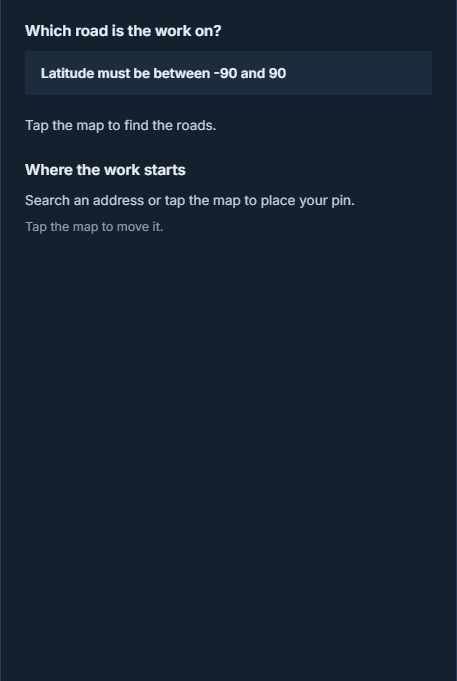 Which road is the work on?
Latitude must be between -90 and 90
Tap the map to find the roads.
Where the work starts
Search an address or tap the map to place your pin.
Tap the map to move it.